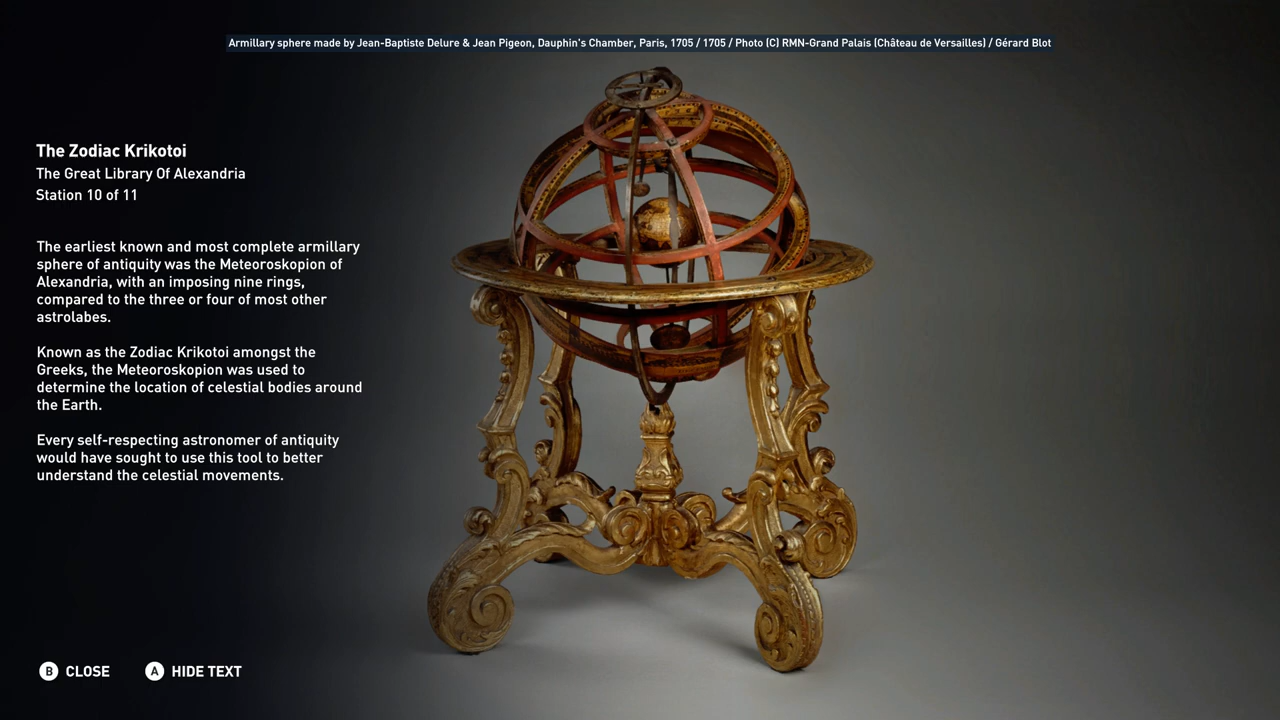 Armillary sphere made by Jean-Baptiste Delure & Jean Pigeon, Dauphin's Chamber, Paris, 1705 / 1705 / Photo (C) RMN-Grand Palais (Château de Versailles) / Gérard Blot
The Zodiac Krikotoi
The Great Library Of Alexandria
Station 10 of 11
The earliest known and most complete armillary
sphere of antiquity was the Meteoroskopion of
Alexandria, with an imposing nine rings,
compared to the three or four of most other
astrolabes.
Known as the Zodiac Krikotoi amongst the
Greeks, the Meteoroskopion was used to
determine the location of celestial bodies around
the Earth.
Every self-respecting astronomer of antiquity
would have sought to use this tool to better
understand the celestial movements.
B CLOSE A HIDE TEXT